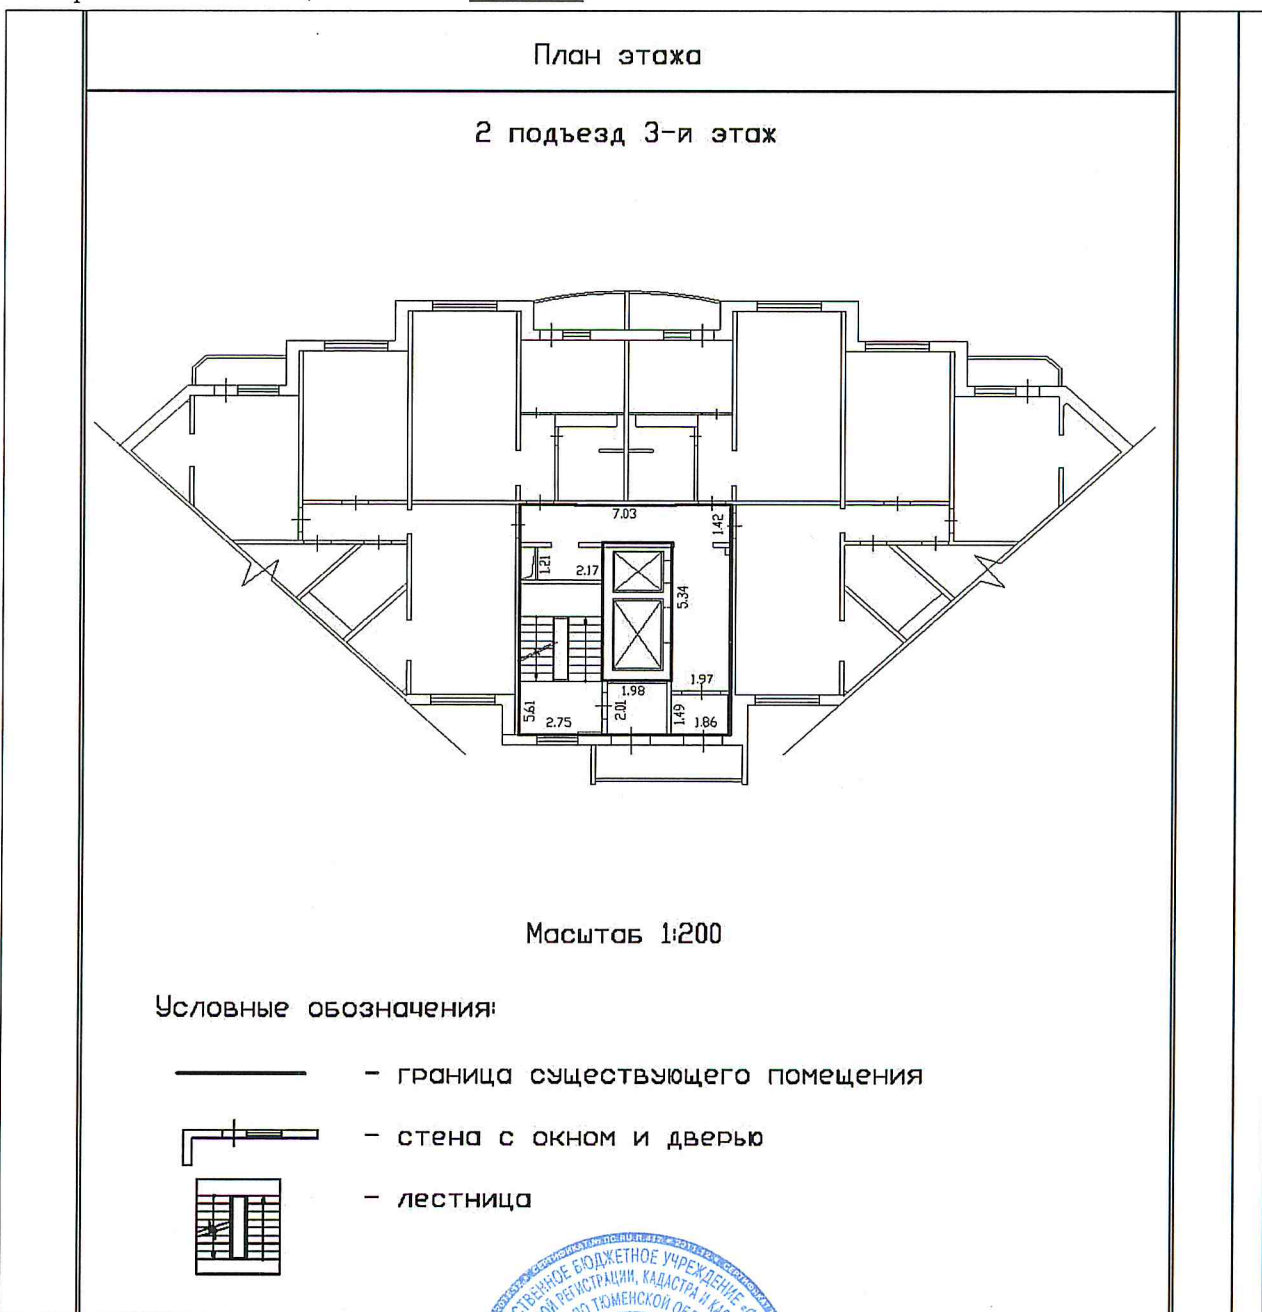 План этажа
2 подъезд 3-и этаж
7.03
1.42
1.21
2.17
5.34
1.97
1.98
5.61
2.75
2.01
1.49
1.86
Масштаб 1:200
Условные обозначения:
- граница существующего помещения
- стена с окном и дверью
- лестница
БЮДЖЕТНОЕ УЧРЕЖДЕНИЕ
РЕГИСТРАЦИИ, КАДАСТРА И
ПО ТЮМЕНСКОЙ